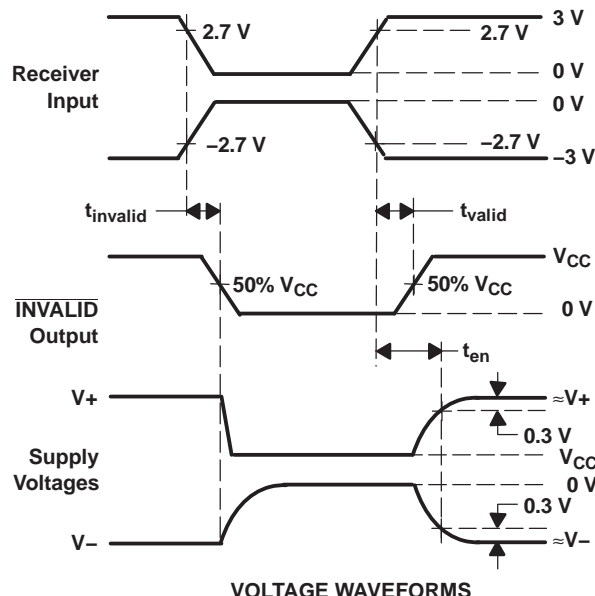 2.7 V
2.7 V
3 V
Receiver
Input
0 V
0 V
–2.7 V
–2.7 V
–3 V
tinvalid
tvalid
VCC
50% VCC
50% VCC
INVALID
Output
0 V
ten
V+
≈V+
0.3 V
Supply
Voltages
VCC
0 V
0.3 V
V–
≈V–
VOLTAGE WAVEFORMS